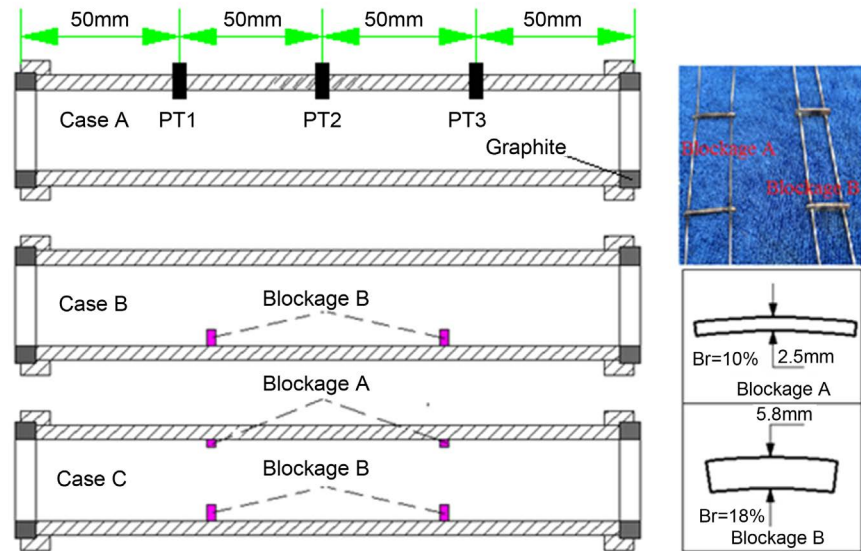 50mm 50mm 50mm 50mm
Case A
PT1
PT2
PT3
Graphite
Case B
Blockage B
Blockage A
Case C
Blockage B
Blockage A
Blockage B
Br=10%
2.5mm
Blockage A
5.8mm
Br=18%
Blockage B